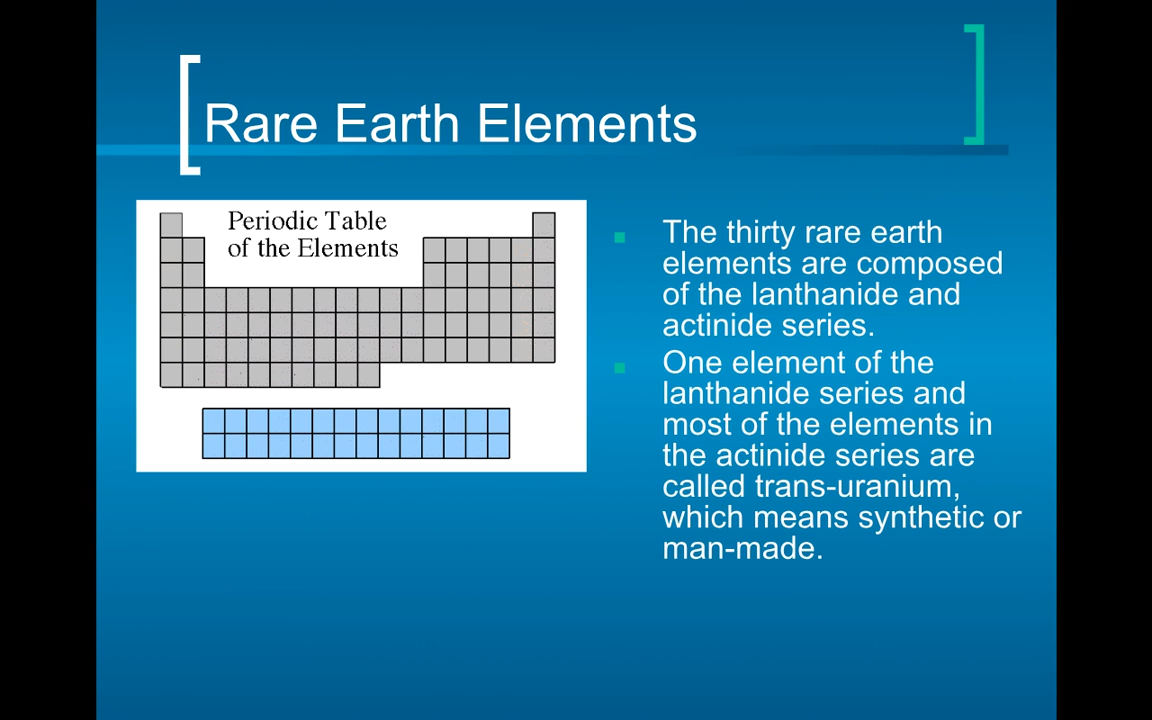 Rare Earth Elements
Periodic Table
of the Elements
The thirty rare earth
elements are composed
of the lanthanide and
actinide series.
One element of the
lanthanide series and
most of the elements in
the actinide series are
called trans-uranium,
which means synthetic or
man-made.